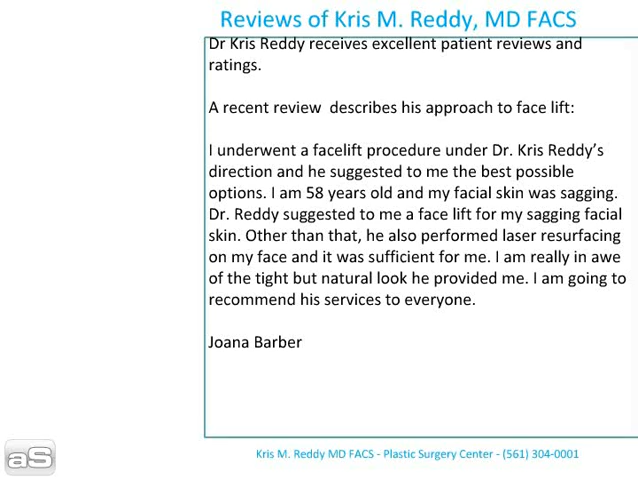 Reviews of Kris M. Reddy, MD FACS
Dr Kris Reddy receives excellent patient reviews and
ratings.
A recent review  describes his approach to face lift:
I underwent a facelift procedure under Dr. Kris Reddy's
direction and he suggested to me the best possible
options. I am 58 years old and my facial skin was sagging.
Dr. Reddy suggested to me a face lift for my sagging facial
skin. Other than that, he also performed laser resurfacing
on my face and it was sufficient for me. I am really in awe
of the tight but natural look he provided me. I am going to
recommend his services to everyone.
Joana Barber
aS
Kris M. Reddy MD FACS - Plastic Surgery Center - (561) 304-0001